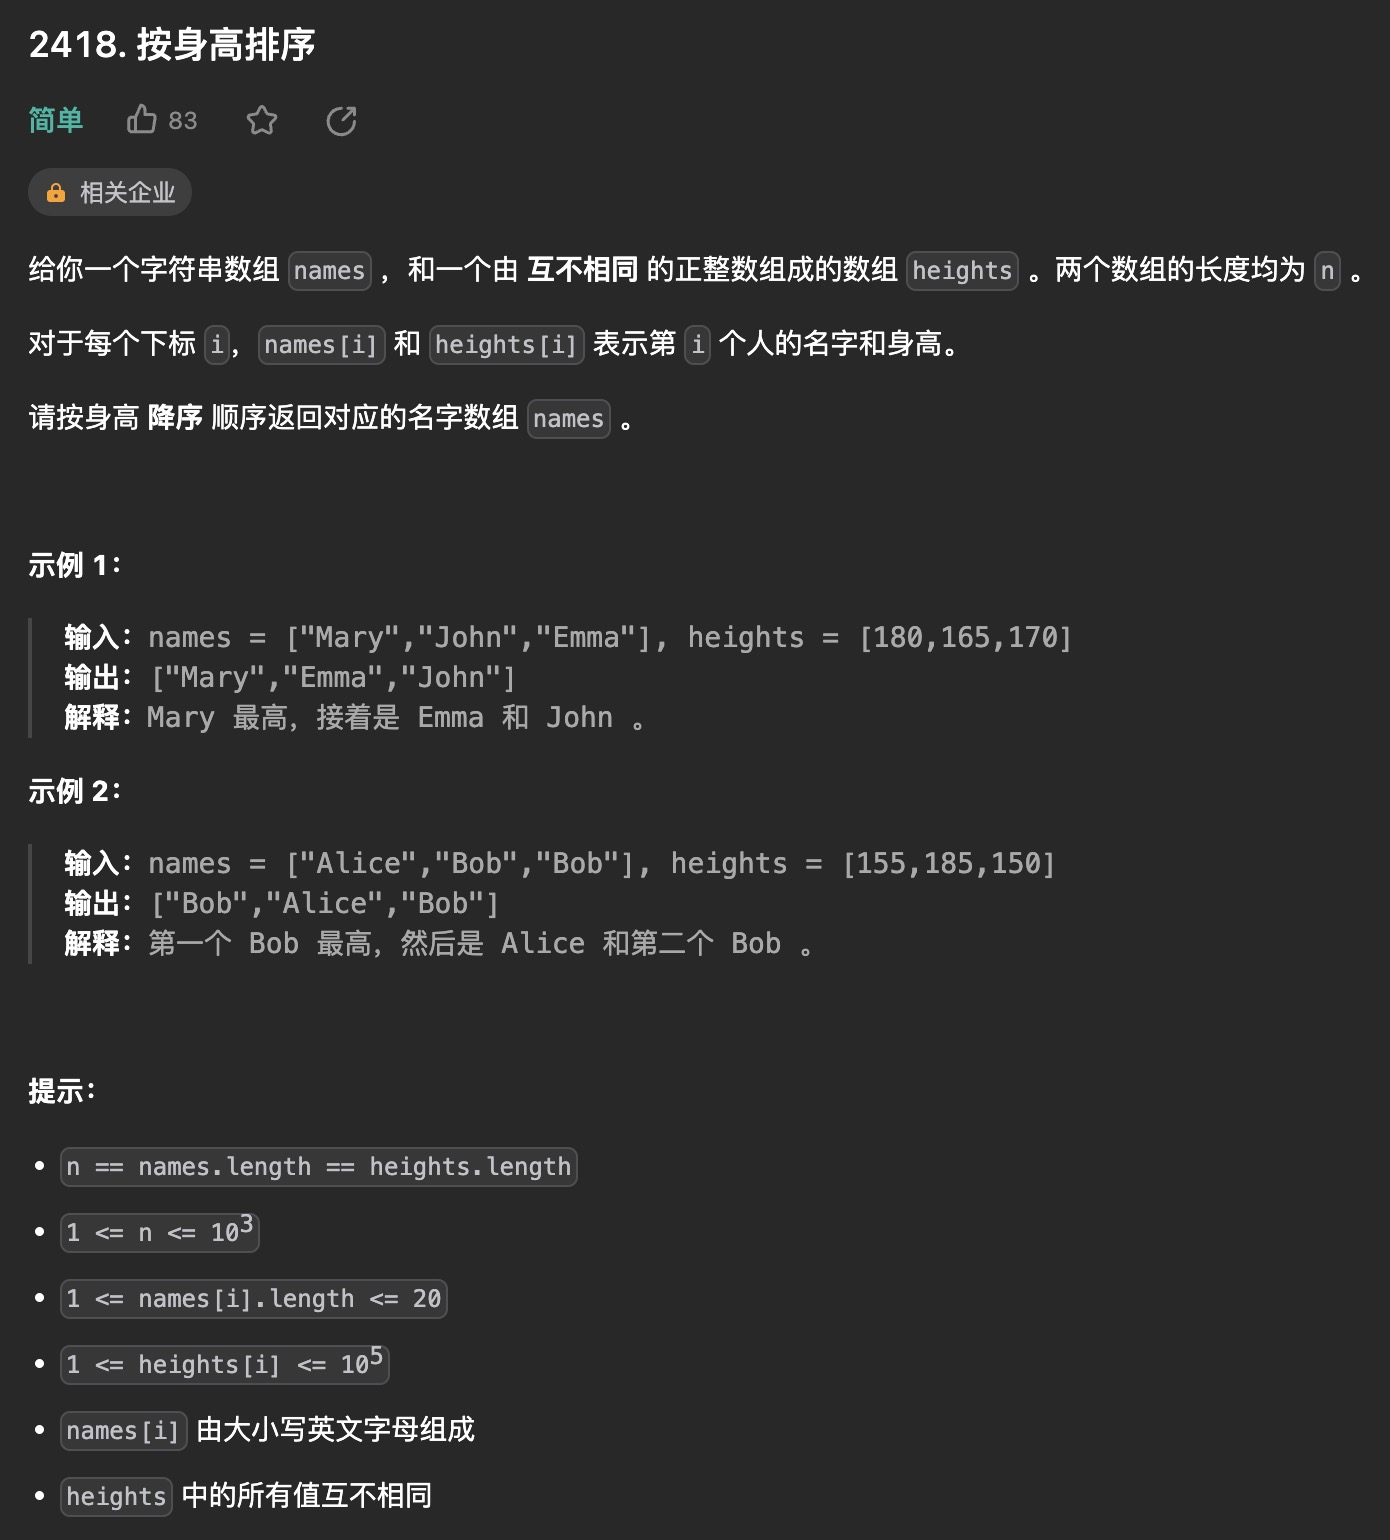 2418. 按身高排序
简单 83
相关企业
给你一个字符串数组 names ，和一个由 互不相同 的正整数组成的数组 heights 。两个数组的长度均为 n 。
对于每个下标 i，names[i] 和 heights[i] 表示第 i 个人的名字和身高。
请按身高 降序 顺序返回对应的名字数组 names 。
示例 1：
输入：names = ["Mary","John","Emma"], heights = [180,165,170]
输出：["Mary","Emma","John"]
解释：Mary 最高，接着是 Emma 和 John 。
示例 2：
输入：names = ["Alice","Bob","Bob"], heights = [155,185,150]
输出：["Bob","Alice","Bob"]
解释：第一个 Bob 最高，然后是 Alice 和第二个 Bob 。
提示：
• n == names.length == heights.length
• 1 <= n <= 10³
• 1 <= names[i].length <= 20
• 1 <= heights[i] <= 10⁵
• names[i] 由大小写英文字母组成
• heights 中的所有值互不相同